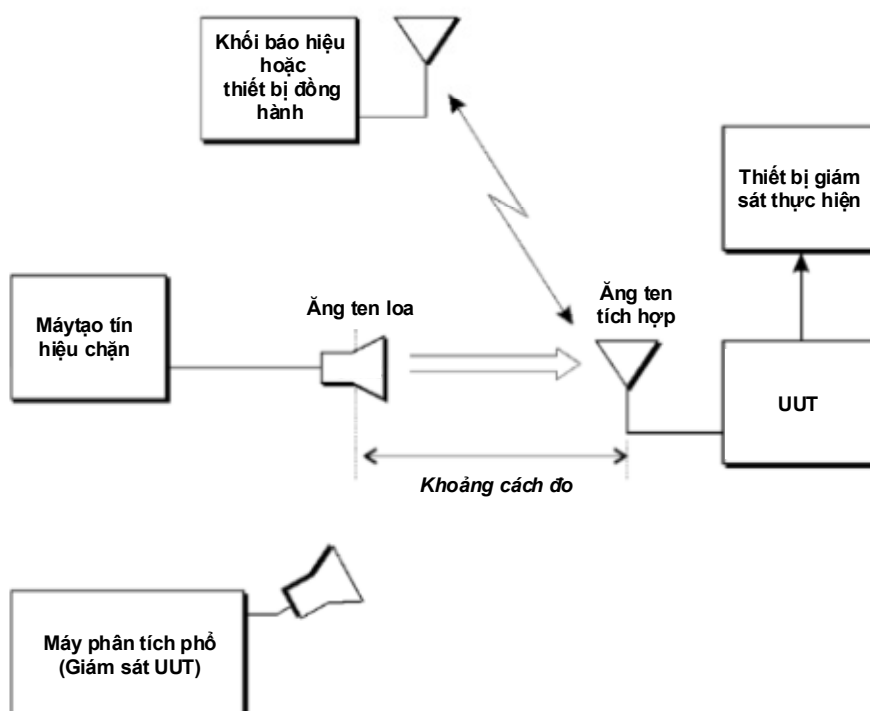 Khối báo hiệu
hoặc
thiết bị đồng
hành
Thiết bị giám
sát thực hiện
Ăng ten
tích hợp
Ăng ten loa
Máytạo tín
hiệu chặn
UUT
Khoảng cách đo
Máy phân tích phổ
(Giám sát UUT)